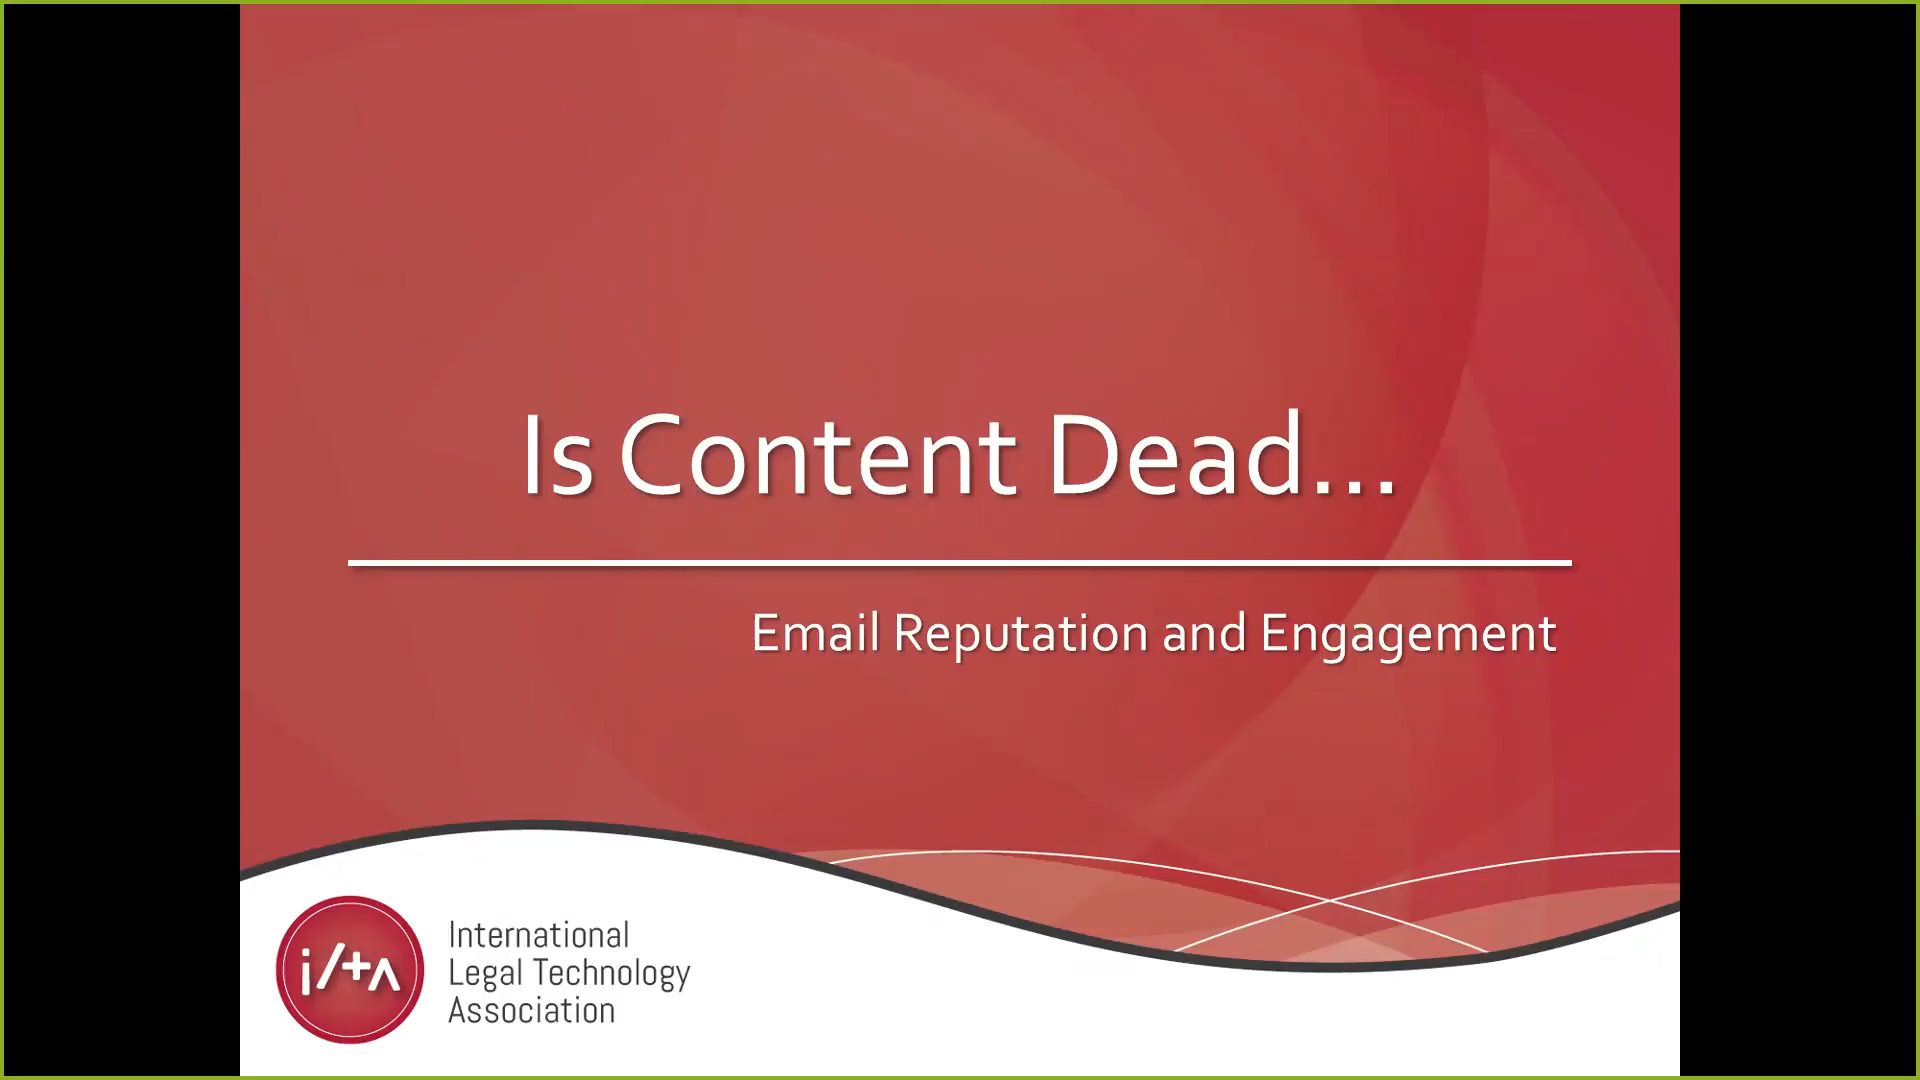 Is Content Dead...
Email Reputation and Engagement
i/+∧
International
Legal Technology
Association